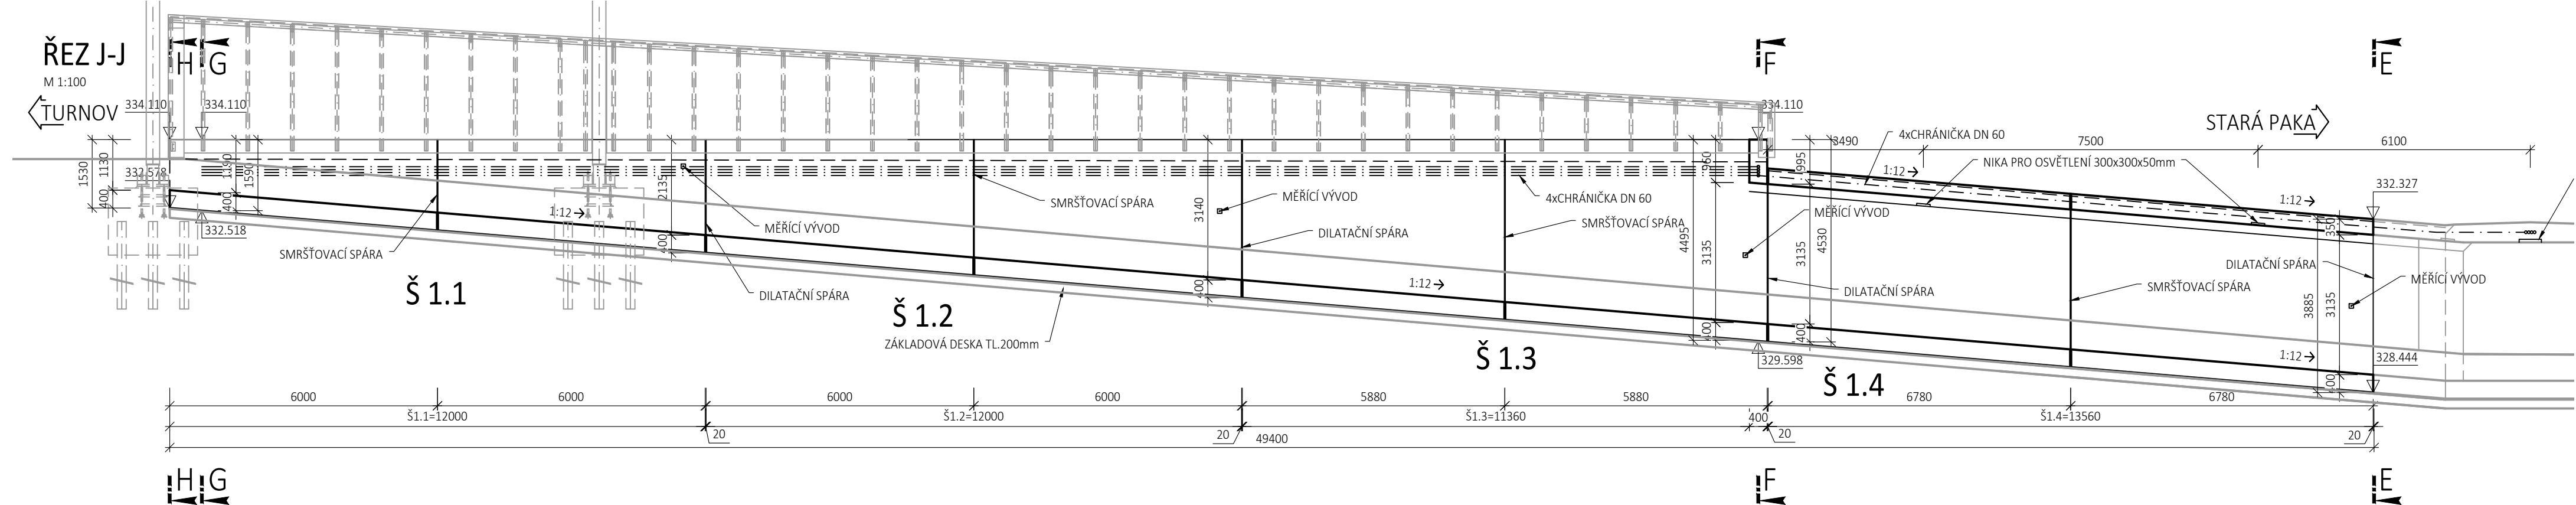 ŘEZ J-J
M 1:100
TURNOV
STARÁ PAKA
H
G
F
E
334.110
334.110
334.110
332.578
332.518
332.327
329.598
328.444
1530
1130
400
1190
400
1590
2135
400
3140
400
4495
960
3135
400
995
3135
400
4530
3490
7500
6100
350
3885
3135
400
4xCHRÁNIČKA DN 60
NIKA PRO OSVĚTLENÍ 300x300x50mm
1:12
1:12
SMRŠŤOVACÍ SPÁRA
MĚŘÍCÍ VÝVOD
4xCHRÁNIČKA DN 60
MĚŘÍCÍ VÝVOD
1:12
MĚŘÍCÍ VÝVOD
DILATAČNÍ SPÁRA
SMRŠŤOVACÍ SPÁRA
SMRŠŤOVACÍ SPÁRA
DILATAČNÍ SPÁRA
MĚŘÍCÍ VÝVOD
1:12
DILATAČNÍ SPÁRA
DILATAČNÍ SPÁRA
SMRŠŤOVACÍ SPÁRA
Š 1.1
Š 1.2
ZÁKLADOVÁ DESKA TL.200mm
Š 1.3
1:12
Š 1.4
6000
6000
6000
6000
5880
5880
6780
6780
Š1.1=12000
Š1.2=12000
Š1.3=11360
400
Š1.4=13560
20
20
20
20
49400
H
G
F
E